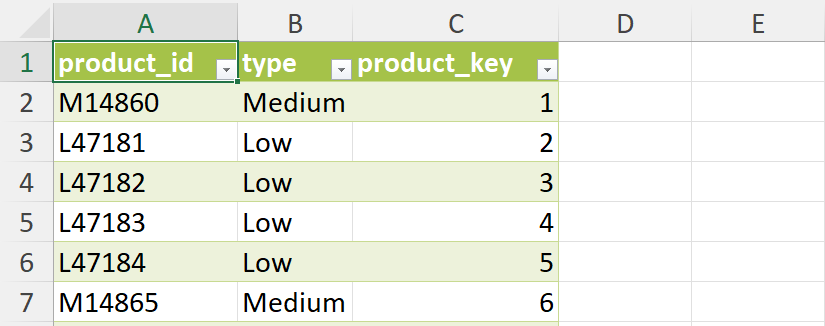 A B C D E
1 product_id type product_key
2 M14860 Medium 1
3 L47181 Low 2
4 L47182 Low 3
5 L47183 Low 4
6 L47184 Low 5
7 M14865 Medium 6